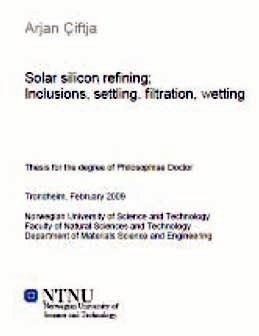 Arjan Çiftja
Solar silicon refining;
Inclusions, settling, filtration, wetting
Thesis for the degree of Philosophiae Doctor
Trondheim, February 2009
Norwegian University of Science and Technology
Faculty of Natural Sciences and Technology
Department of Materials Science and Engineering
NTNU
Norwegian University of
Science and Technology